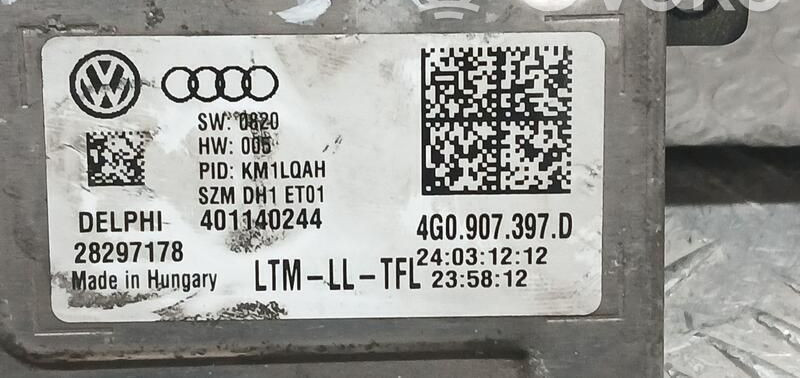 SW: 0820
HW: 005
PID: KM1LQAH
SZM DH1 ET01
DELPHI 401140244
28297178
Made in Hungary
LTM-LL-TFL
4G0.907.397.D
24:03:12:12
23:58:12